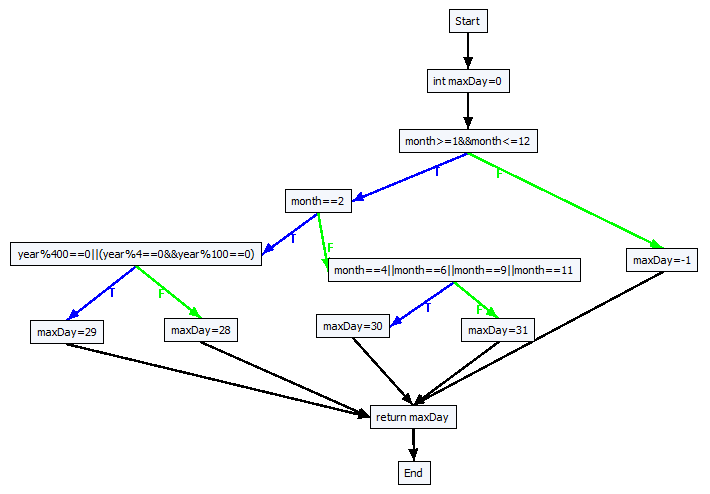 Start
int maxDay=0
month>=1&&month<=12
T
F
month==2
T
F
year%400==0||(year%4==0&&year%100==0)
month==4||month==6||month==9||month==11
maxDay=-1
T
F
T
F
maxDay=29
maxDay=28
maxDay=30
maxDay=31
return maxDay
End